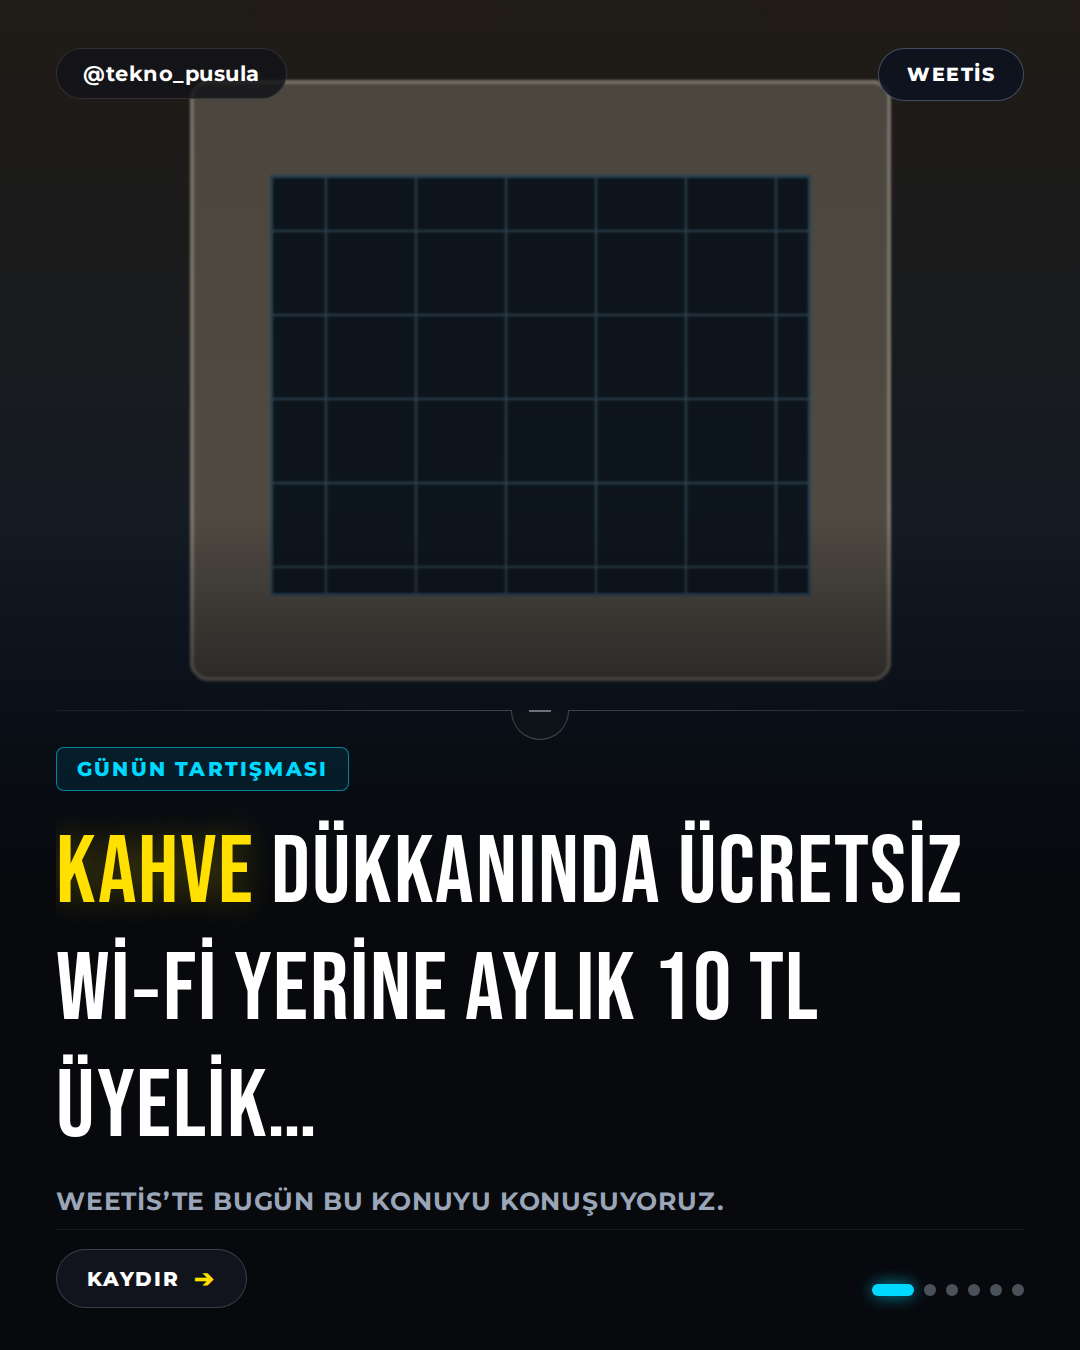 @tekno_pusula
WEETİS
GÜNÜN TARTIŞMASI
KAHVE DÜKKANINDA ÜCRETSİZ
Wİ-Fİ YERİNE AYLIK 10 TL
ÜYELİK...
WEETİS’TE BUGÜN BU KONUYU KONUŞUYORUZ.
KAYDIR ➔